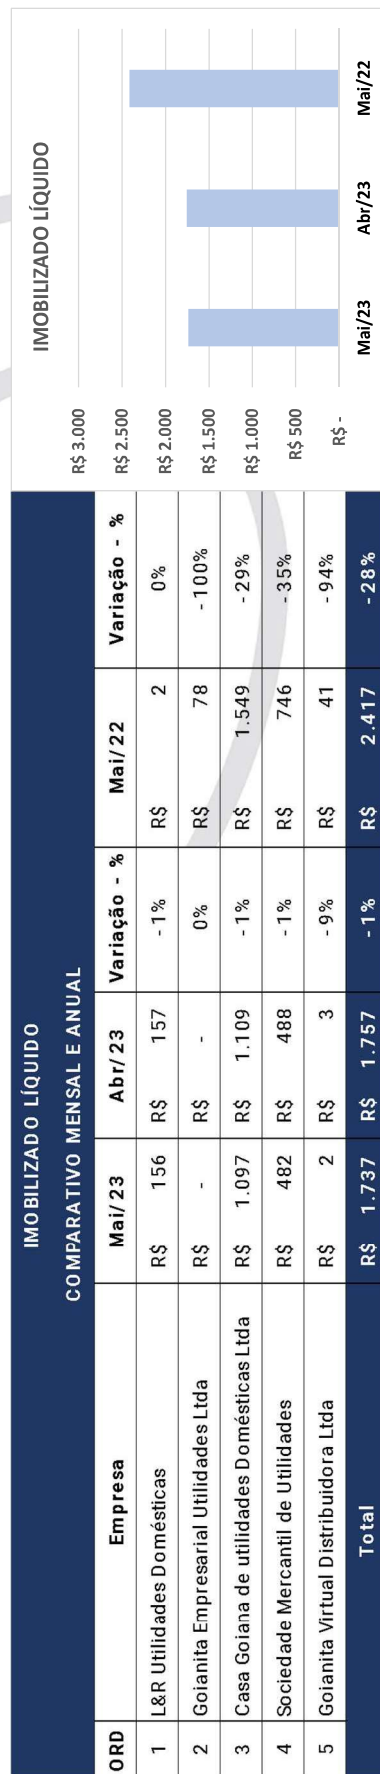 IMOBILIZADO LÍQUIDO
COMPARATIVO MENSAL E ANUAL
ORD Empresa Mai/23 Abr/23 Variação - % Mai/22 Variação - %
1 L&R Utilidades Domésticas R$ 156 R$ 157 -1% R$ 2 0%
2 Goianita Empresarial Utilidades Ltda R$ - R$ - 0% R$ 78 -100%
3 Casa Goiana de utilidades Domésticas Ltda R$ 1.097 R$ 1.109 -1% R$ 1.549 -29%
4 Sociedade Mercantil de Utilidades R$ 482 R$ 488 -1% R$ 746 -35%
5 Goianita Virtual Distribuidora Ltda R$ 2 R$ 3 -9% R$ 41 -94%
Total R$ 1.737 R$ 1.757 -1% R$ 2.417 -28%
IMOBILIZADO LÍQUIDO
R$ 3.000
R$ 2.500
R$ 2.000
R$ 1.500
R$ 1.000
R$ 500
R$ -
Mai/23 Abr/23 Mai/22